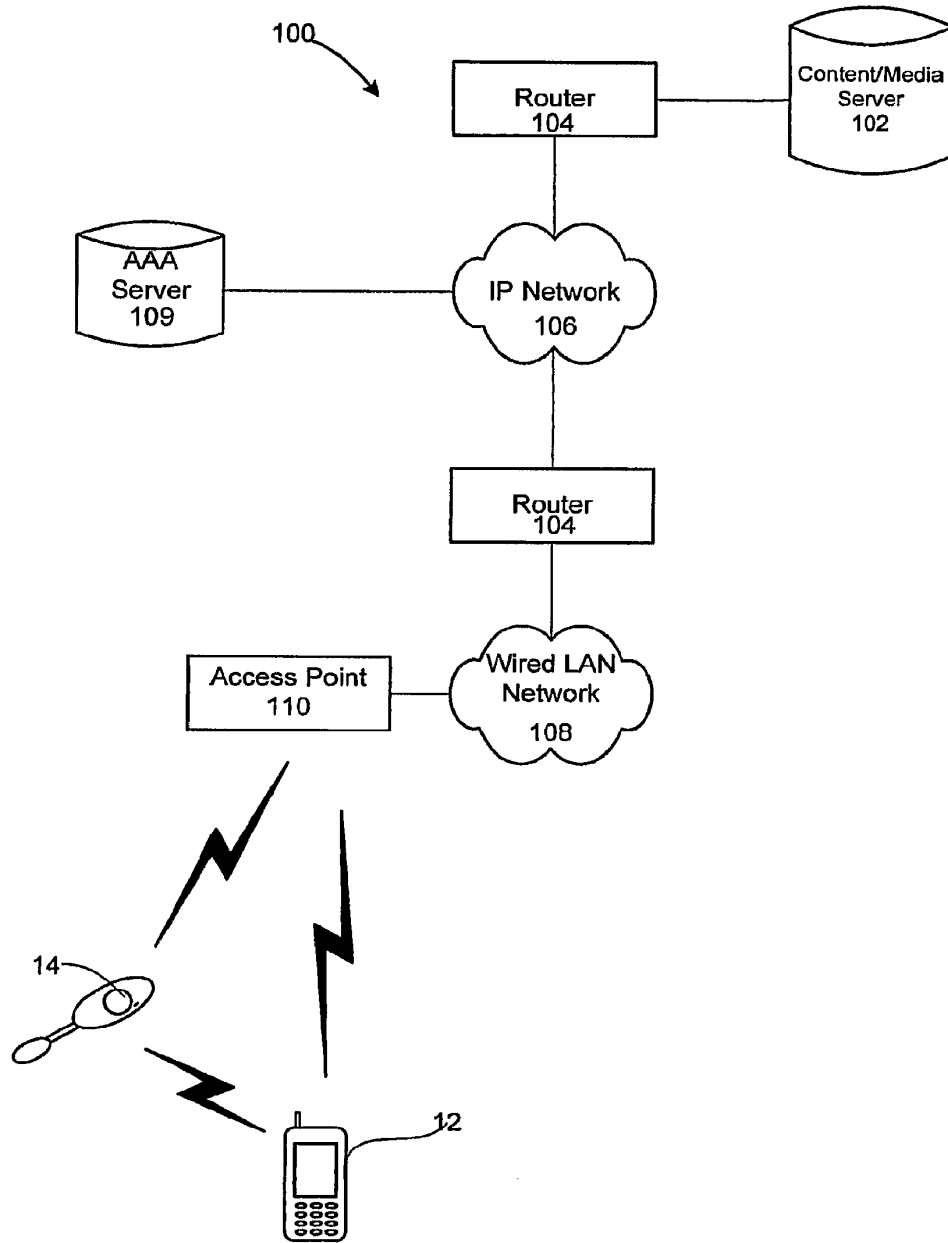 100
Router
104
Content/Media
Server
102
AAA
Server
109
IP Network
106
Router
104
Access Point
110
Wired LAN
Network
108
14
12